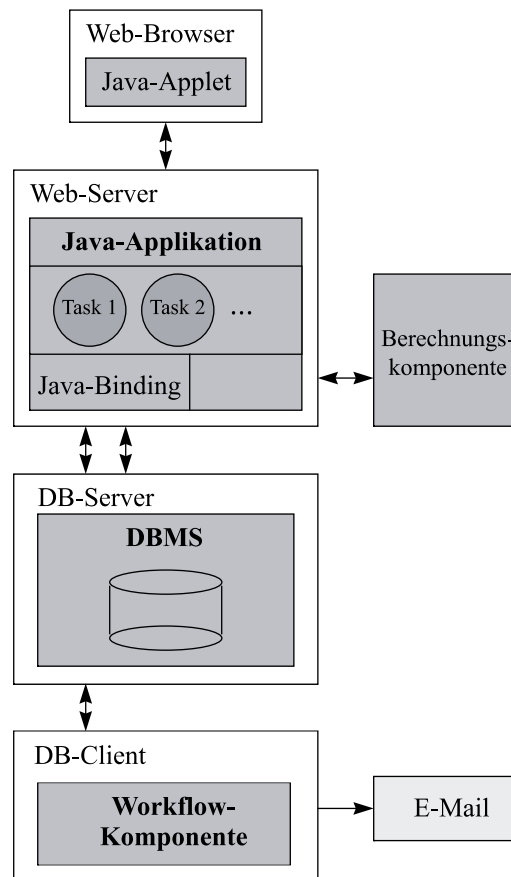 Web-Browser
Java-Applet
Web-Server
Java-Applikation
Task 1
Task 2
...
Java-Binding
Berechnungs-
komponente
DB-Server
DBMS
DB-Client
Workflow-
Komponente
E-Mail